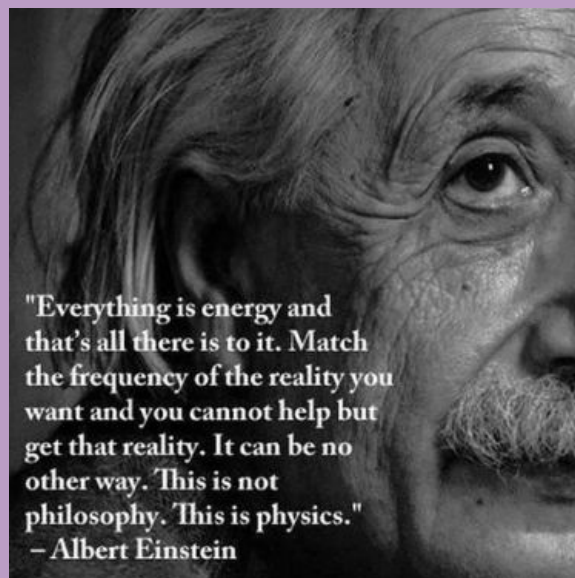 "Everything is energy and
that's all there is to it. Match
the frequency of the reality you
want and you cannot help but
get that reality. It can be no
other way. This is not
philosophy. This is physics."
– Albert Einstein